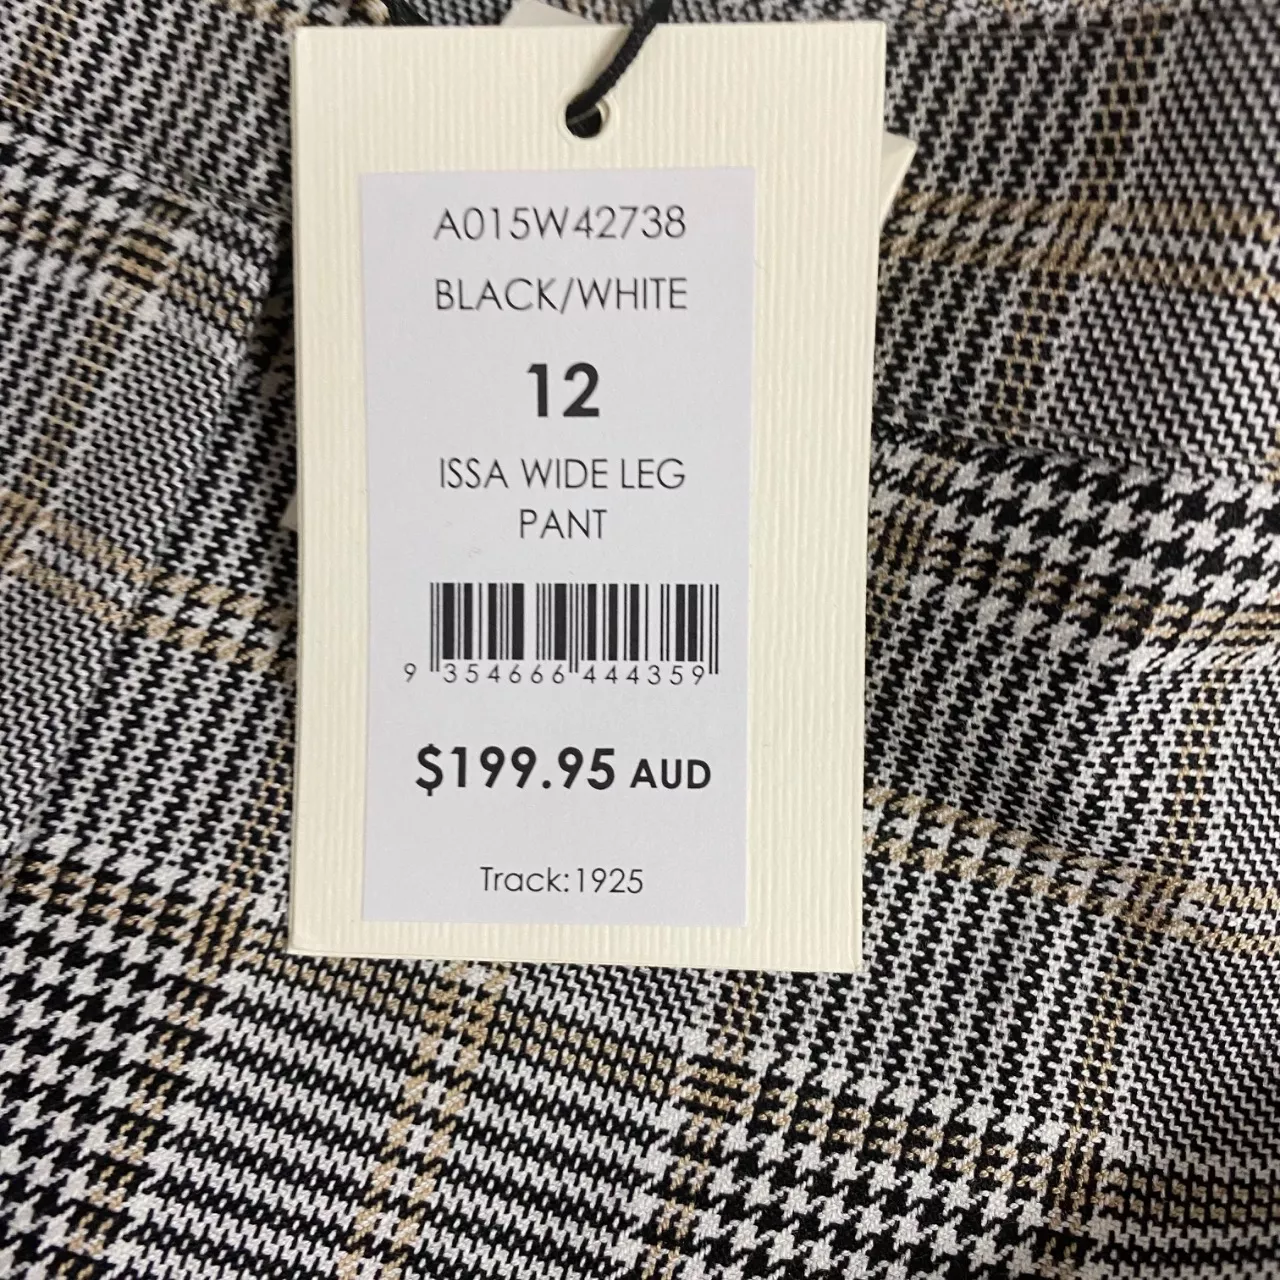 A015W42738
BLACK/WHITE
12
ISSA WIDE LEG
PANT
9 354666 444359
$199.95 AUD
Track:1925